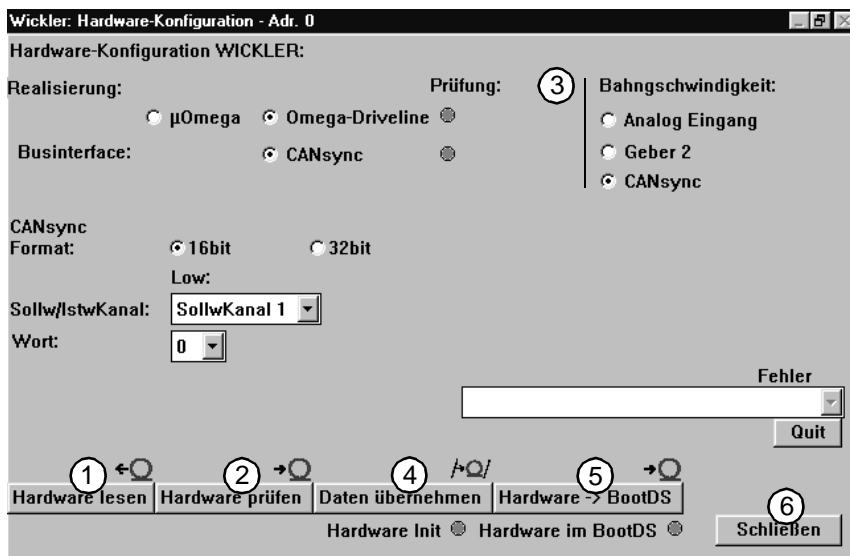 Wickler: Hardware-Konfiguration - Adr. 0
Hardware-Konfiguration WICKLER:
Realisierung:
Prüfung:
3
Bahngschwindigkeit:
µOmega
Omega-Driveline
Analog Eingang
Businterface:
CANsync
Geber 2
CANsync
CANsync
Format:
16bit
32bit
Low:
Sollw/IstwKanal:
SollwKanal 1
Wort:
0
Fehler
Quit
1
2
4
5
6
Hardware lesen
Hardware prüfen
Daten übernehmen
Hardware -> BootDS
Hardware Init
Hardware im BootDS
Schließen